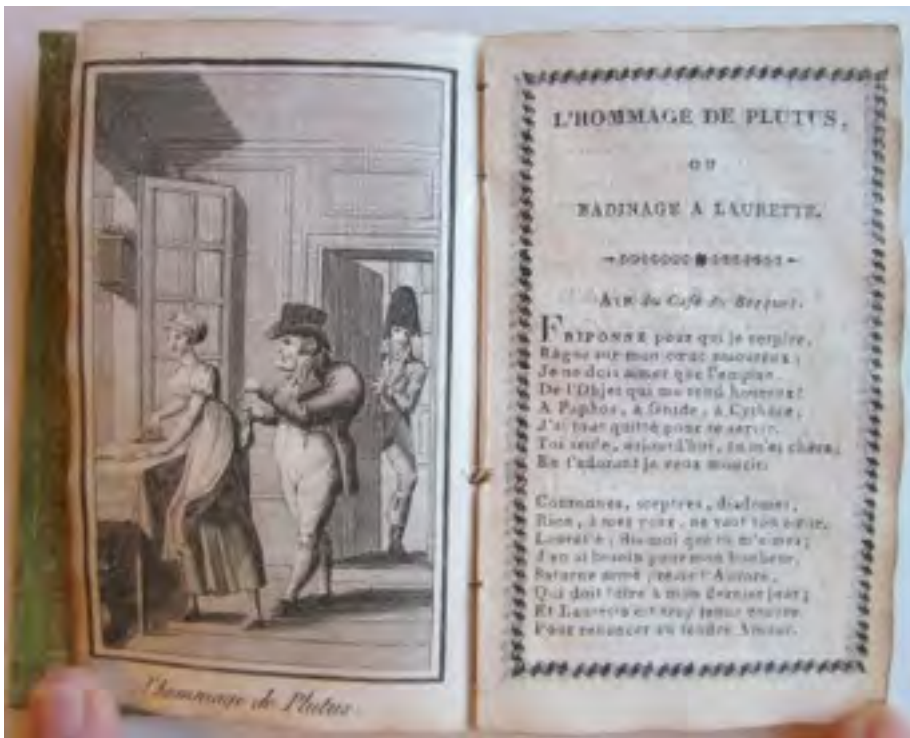 l'hommage de Plutus.
L'HOMMAGE DE PLUTUS,
OU
BADINAGE A LAURETTE.
AIR du Café de
FRIPONNE pour qui je soupire,
Règne sur mon cœur amoureux;
Je ne dois aimer que l'empire
De l'Objet qui me rend heureux:
A Paphos, à Gnide, à Cythère,
J'ai tout quitté pour te servir.
Toi seule, aujourd'hui, tu m'es chère,
En t'adorant je veux mourir.
Couronnes, sceptres, diadèmes,
Rien, à mes yeux, ne vaut ton cœur,
Laurette; dis-moi que tu m'aimes;
J'en ai besoin pour mon bonheur,
Saturne l'Aurore,
Qui doit luire à mon dernier jour;
Et Laurette est trop jeune encore
Pour renoncer au tendre Amour.